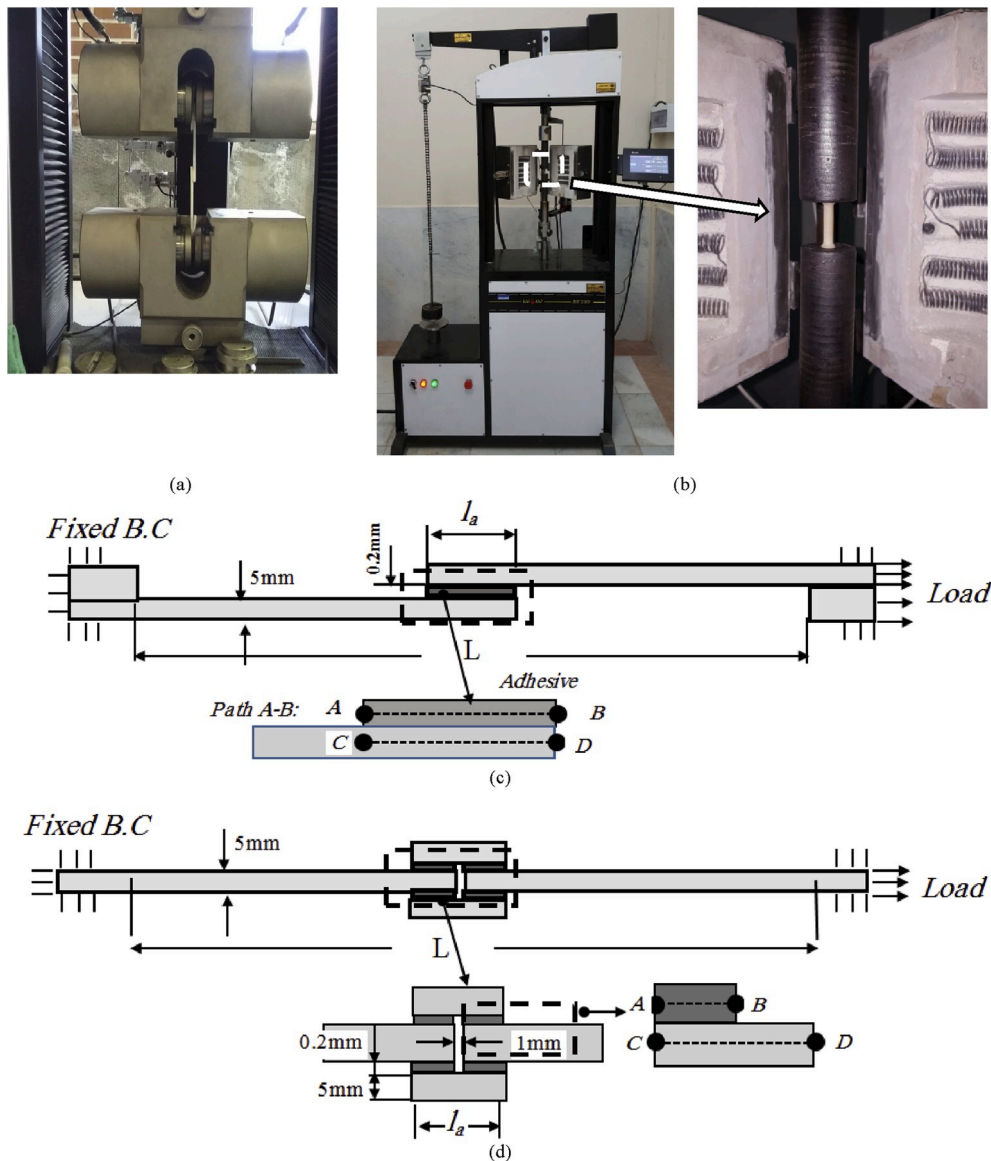 (a)
(b)
Fixed B.C
l_a
0.2mm
5mm
Load
L
Adhesive
Path A-B:
A
B
C
D
(c)
Fixed B.C
5mm
Load
L
A
B
0.2mm
1mm
C
D
5mm
l_a
(d)